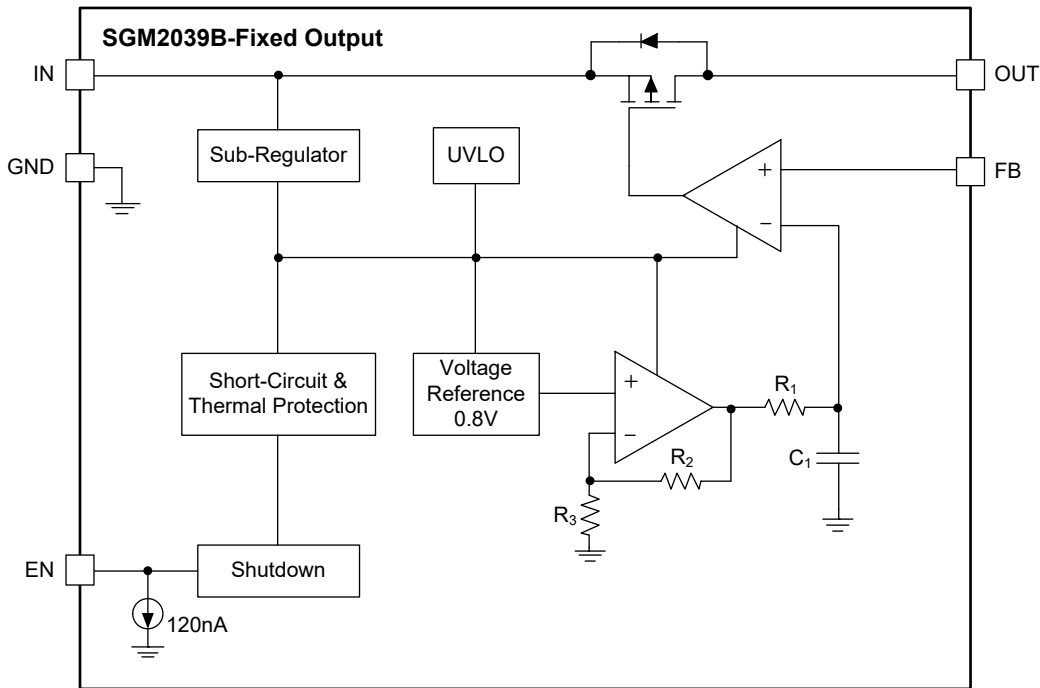 SGM2039B-Fixed Output
IN
OUT
GND
Sub-Regulator
UVLO
FB
+
−
Short-Circuit &
Thermal Protection
Voltage
Reference
0.8V
+
−
R₁
R₂
C₁
R₃
EN
Shutdown
120nA